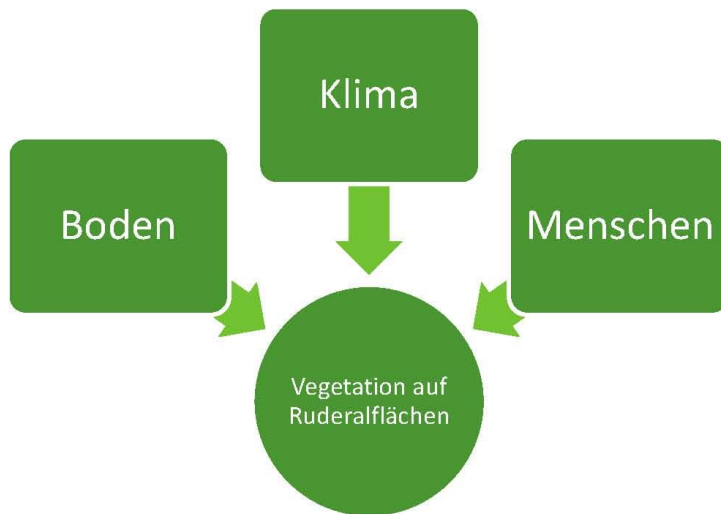 Klima
Boden
Menschen
Vegetation auf
Ruderalflächen